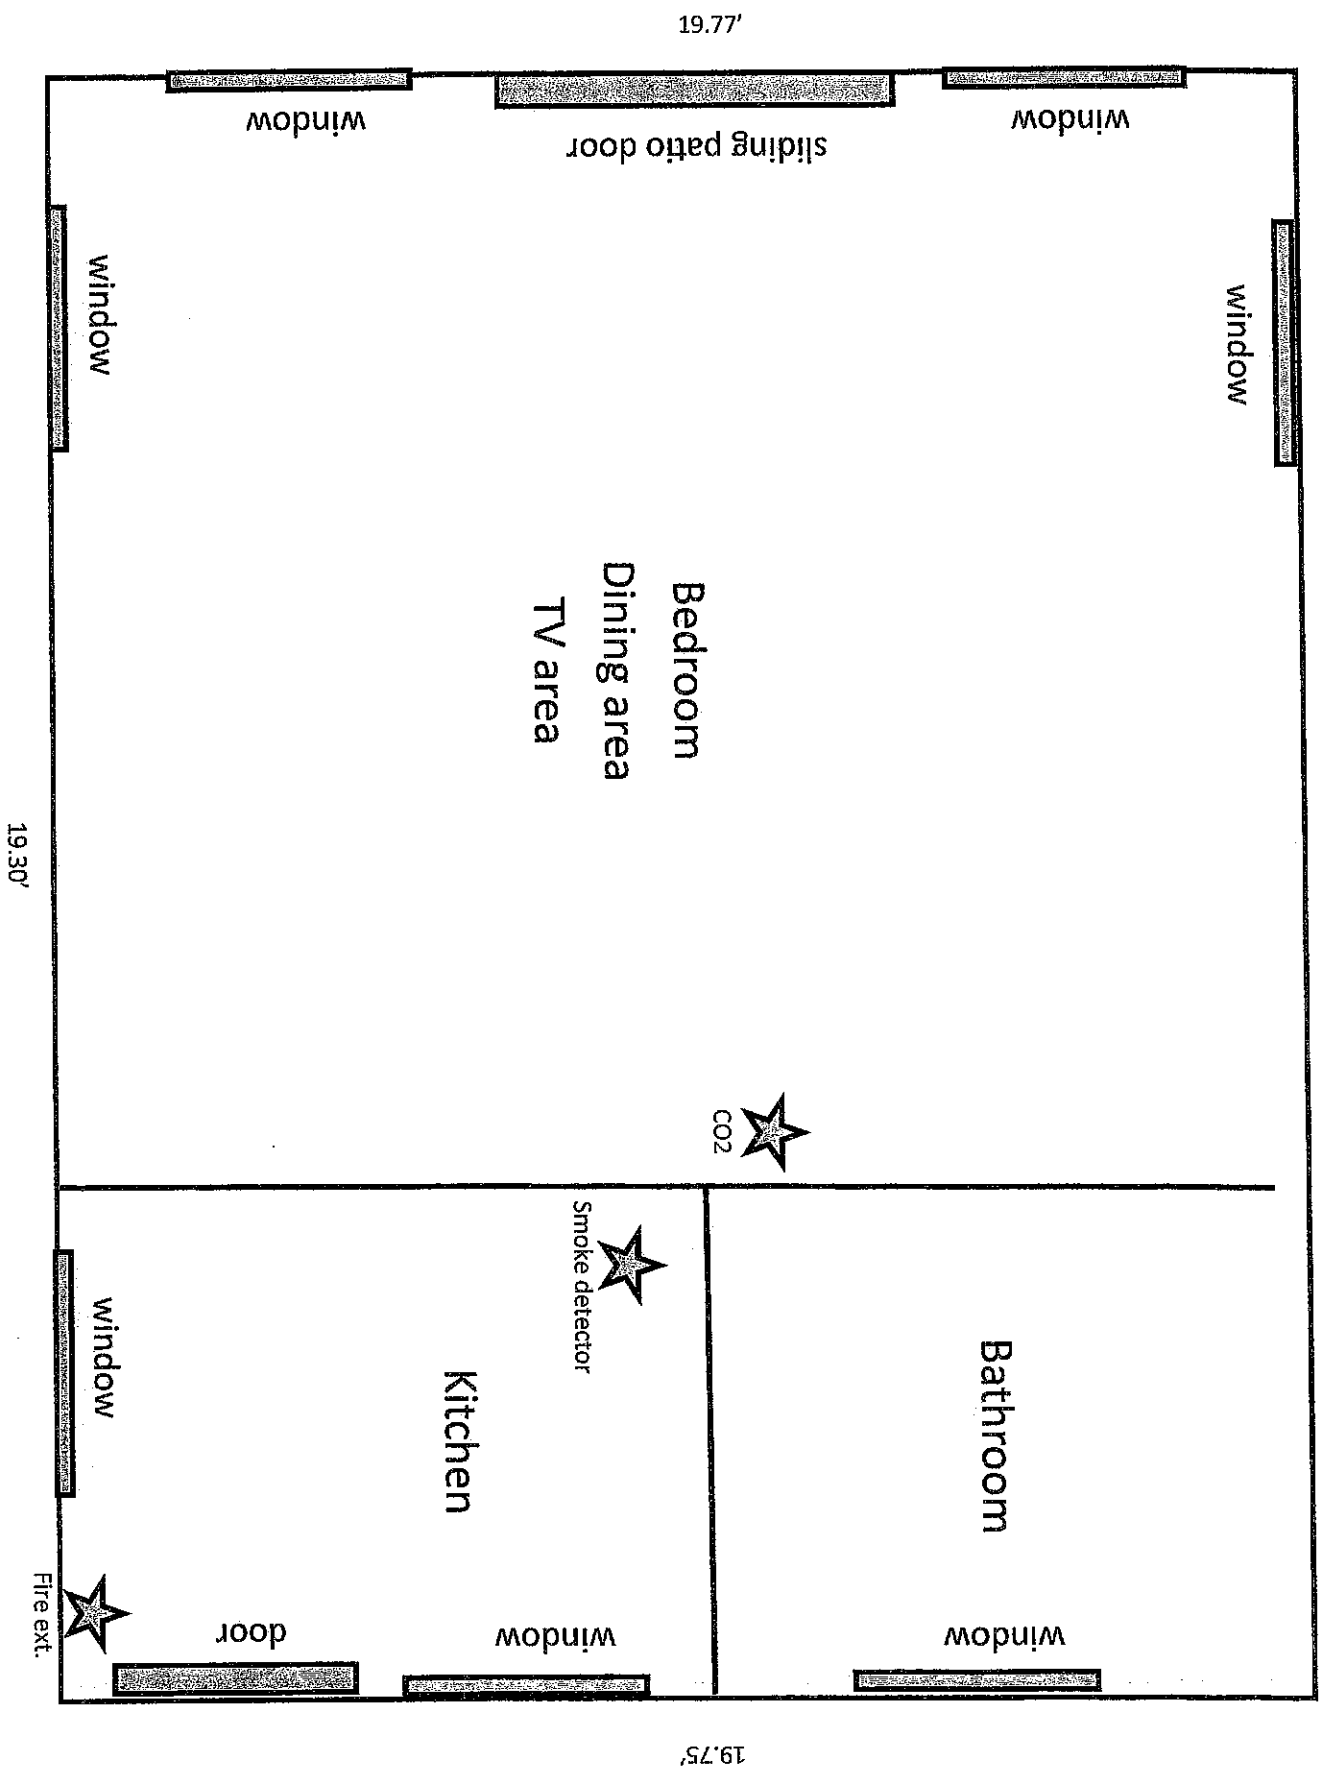 19.77'
window
sliding patio door
window
window
window
Bedroom
Dining area
TV area
19.30'
CO2
Smoke detector
Bathroom
Kitchen
window
Fire ext.
door
window
window
19.75'